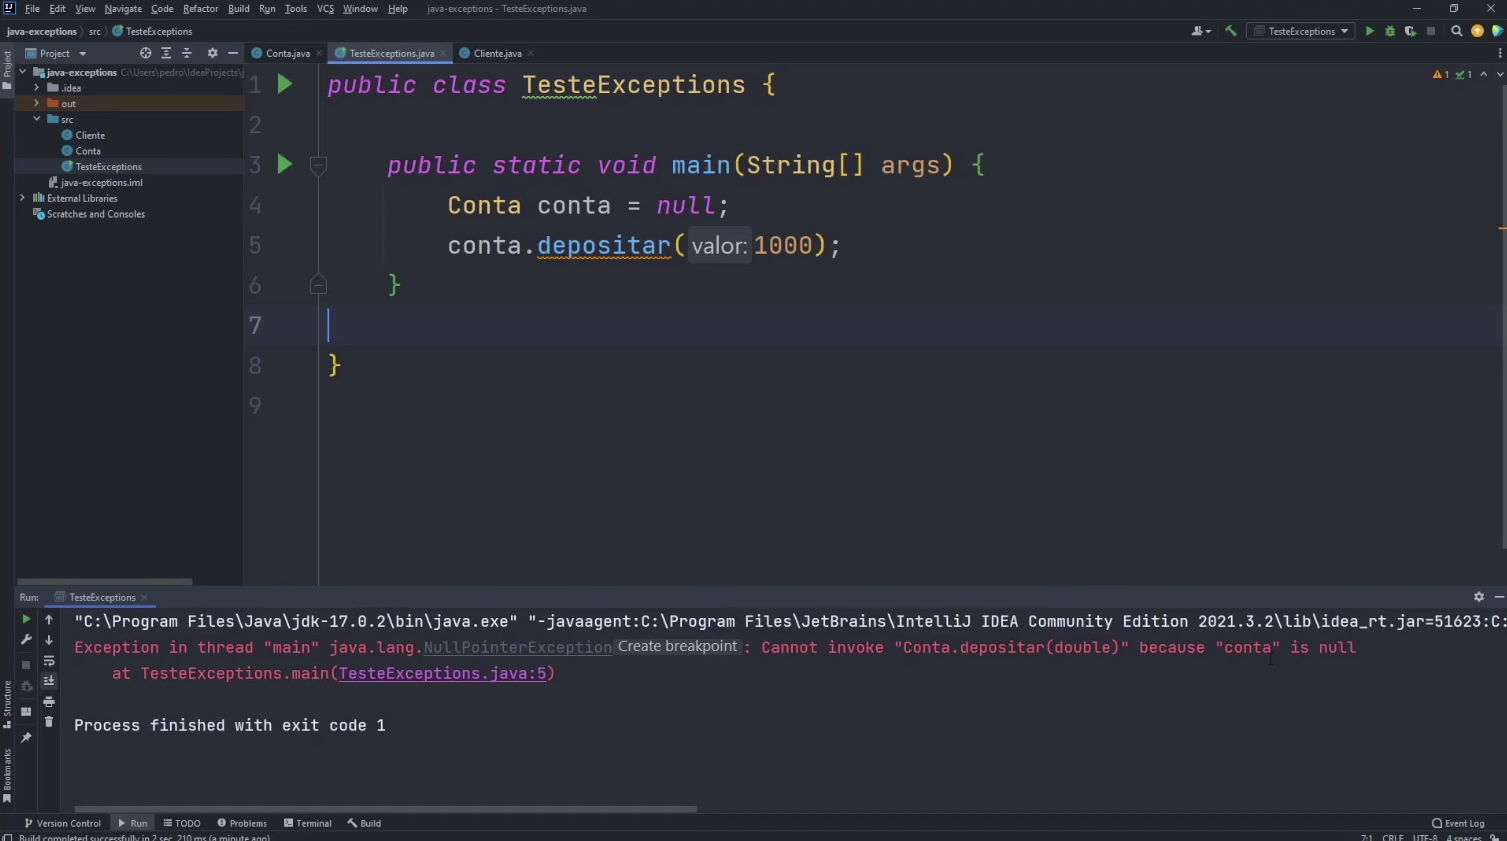 File Edit View Navigate Code Refactor Build Run Tools VCS Window Help java-exceptions - TesteExceptions.java
java-exceptions src TesteExceptions
TesteExceptions
Project
Conta.java
TesteExceptions.java
Cliente.java
Project
java-exceptions C:\Users\pedro\IdeaProjects\
.idea
out
src
Cliente
Conta
TesteExceptions
java-exceptions.iml
External Libraries
Scratches and Consoles
1 public class TesteExceptions {
2
3 public static void main(String[] args) {
4 Conta conta = null;
5 conta.depositar( valor: 1000);
6 }
7
8 }
9
1 1
Run: TesteExceptions
"C:\Program Files\Java\jdk-17.0.2\bin\java.exe" "-javaagent:C:\Program Files\JetBrains\IntelliJ IDEA Community Edition 2021.3.2\lib\idea_rt.jar=51623:C:
Exception in thread "main" java.lang.NullPointerException Create breakpoint : Cannot invoke "Conta.depositar(double)" because "conta" is null
at TesteExceptions.main(TesteExceptions.java:5)
Process finished with exit code 1
Structure
Bookmarks
Version Control Run TODO Problems Terminal Build Event Log
Build completed successfully in 2 sec, 210 ms (a minute ago) 7:1 CRLF UTF-8 4 spaces